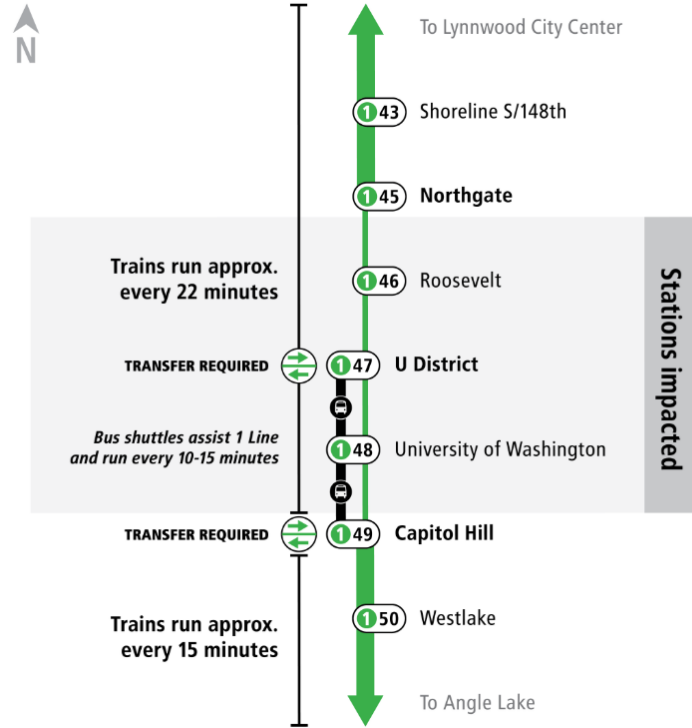 N
To Lynnwood City Center
1 43 Shoreline S/148th
1 45 Northgate
Trains run approx.
every 22 minutes
1 46 Roosevelt
Stations impacted
TRANSFER REQUIRED
1 47 U District
Bus shuttles assist 1 Line
and run every 10-15 minutes
1 48 University of Washington
TRANSFER REQUIRED
1 49 Capitol Hill
Trains run approx.
every 15 minutes
1 50 Westlake
To Angle Lake